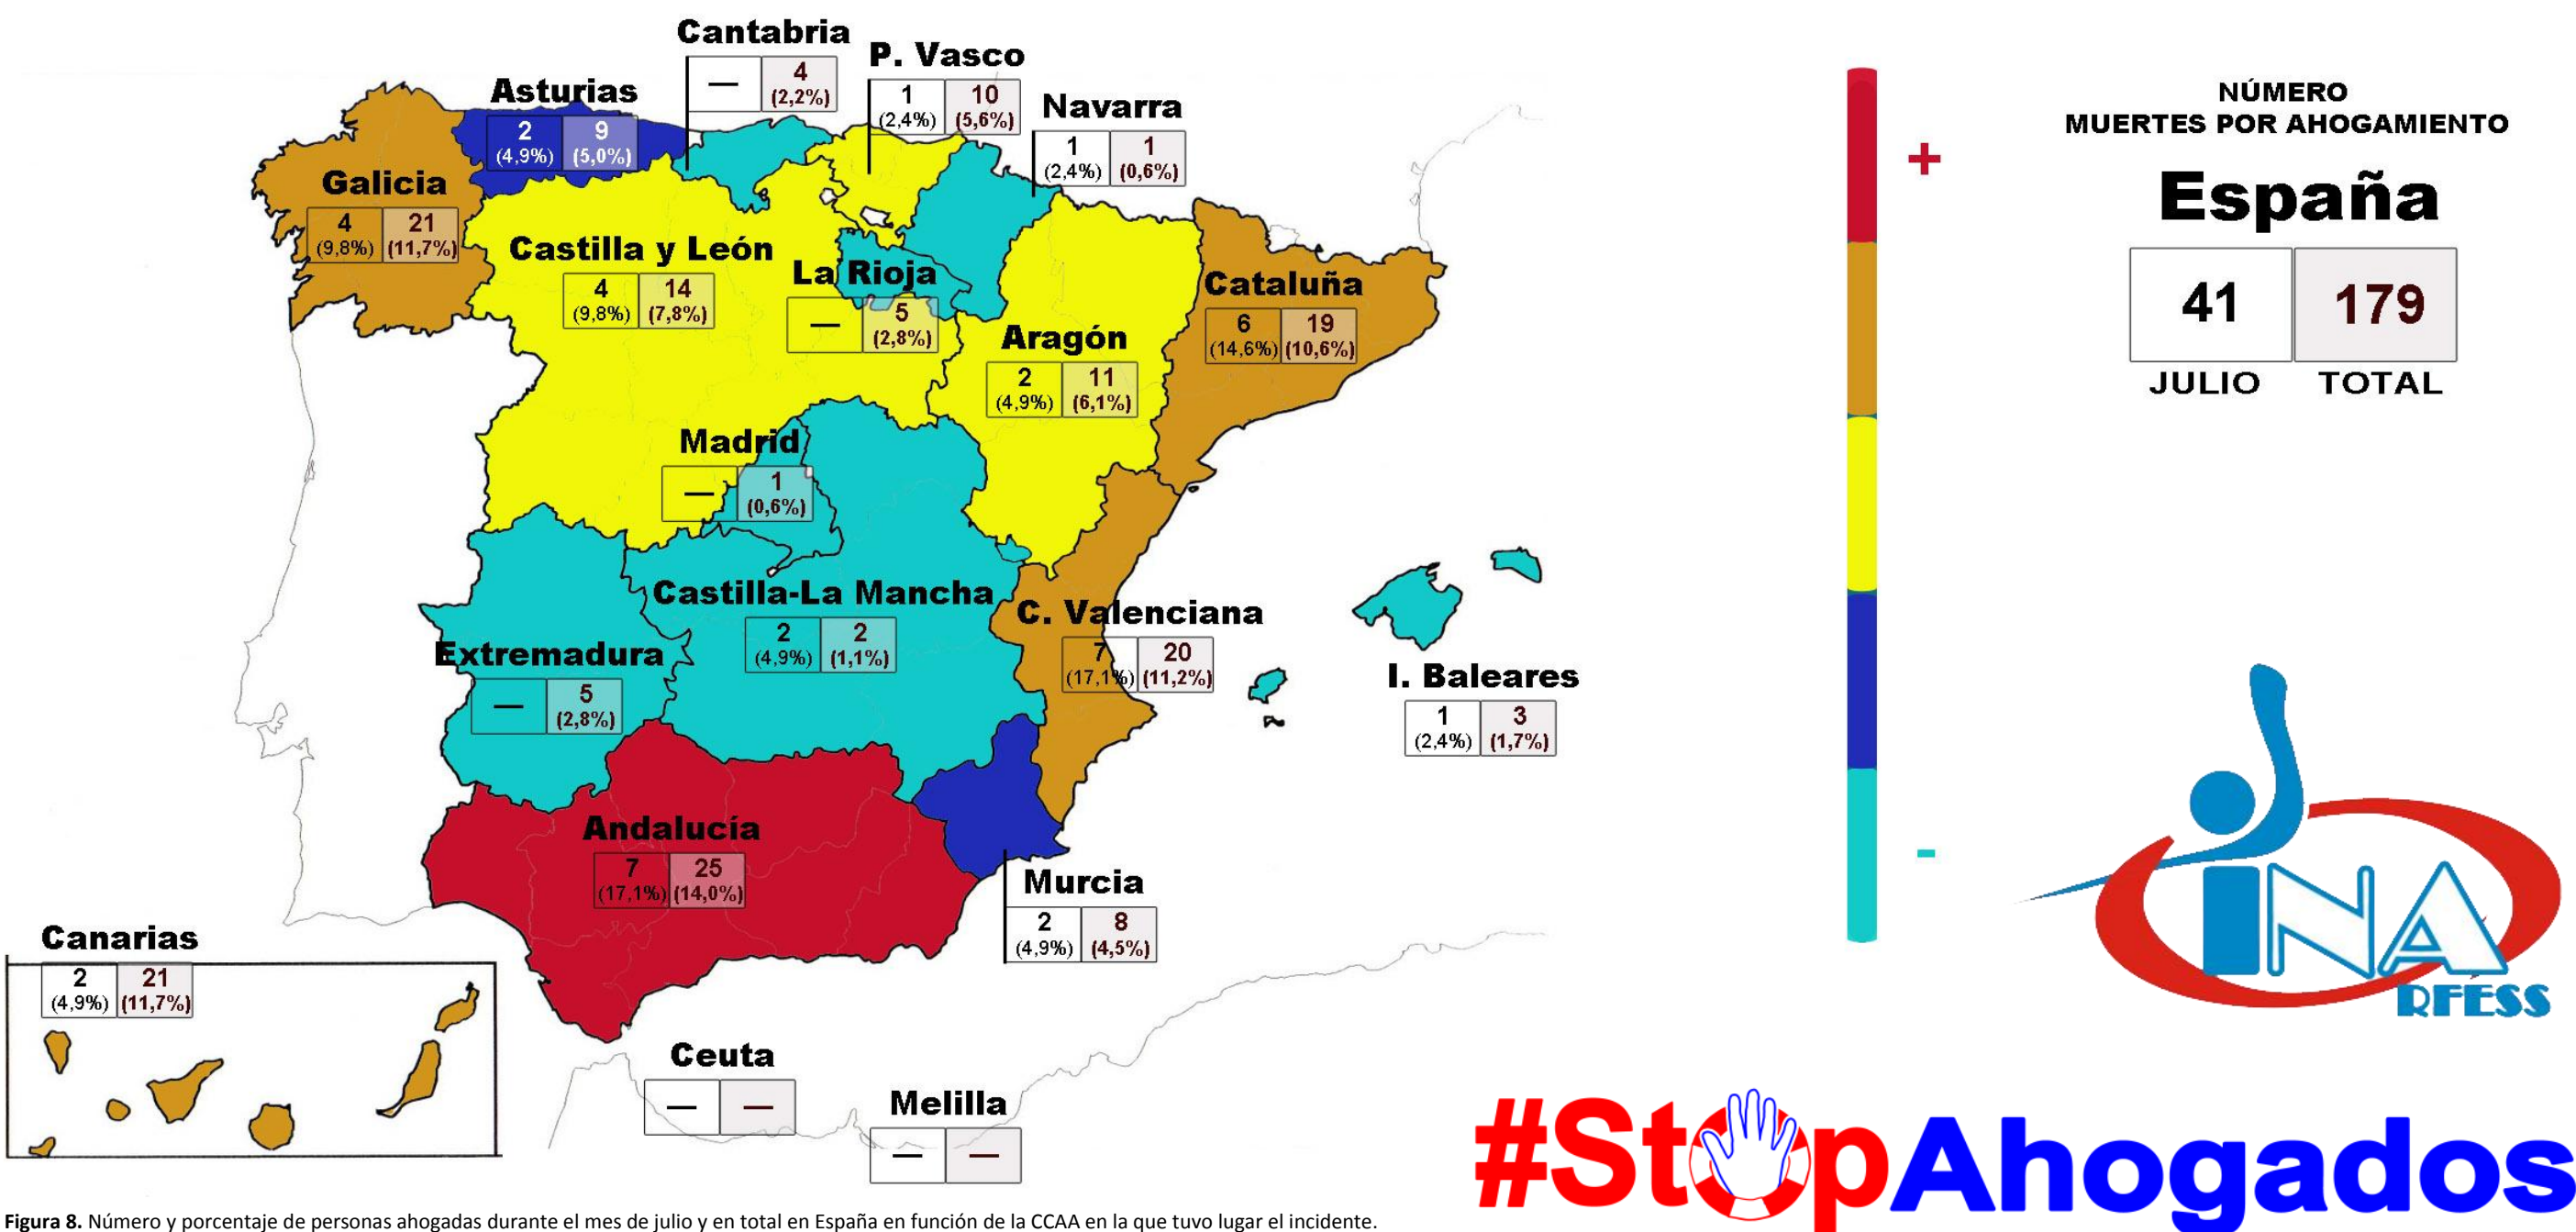 Cantabria
— 4
(2,2%)
P. Vasco
1 10
(2,4%) (5,6%)
Navarra
1 1
(2,4%) (0,6%)
Asturias
2 9
(4,9%) (5,0%)
Galicia
4 21
(9,8%) (11,7%)
Castilla y León
4 14
(9,8%) (7,8%)
La Rioja
— 5
(2,8%)
Aragón
2 11
(4,9%) (6,1%)
Cataluña
6 19
(14,6%) (10,6%)
Madrid
— 1
(0,6%)
Castilla-La Mancha
2 2
(4,9%) (1,1%)
Extremadura
— 5
(2,8%)
C. Valenciana
7 20
(17,1%) (11,2%)
I. Baleares
1 3
(2,4%) (1,7%)
Andalucía
7 25
(17,1%) (14,0%)
Murcia
2 8
(4,9%) (4,5%)
Canarias
2 21
(4,9%) (11,7%)
Ceuta
— —
Melilla
— —
+
-
NÚMERO
MUERTES POR AHOGAMIENTO
España
41 179
JULIO TOTAL
INA
RFESS
#StopAhogados
Figura 8. Número y porcentaje de personas ahogadas durante el mes de julio y en total en España en función de la CCAA en la que tuvo lugar el incidente.